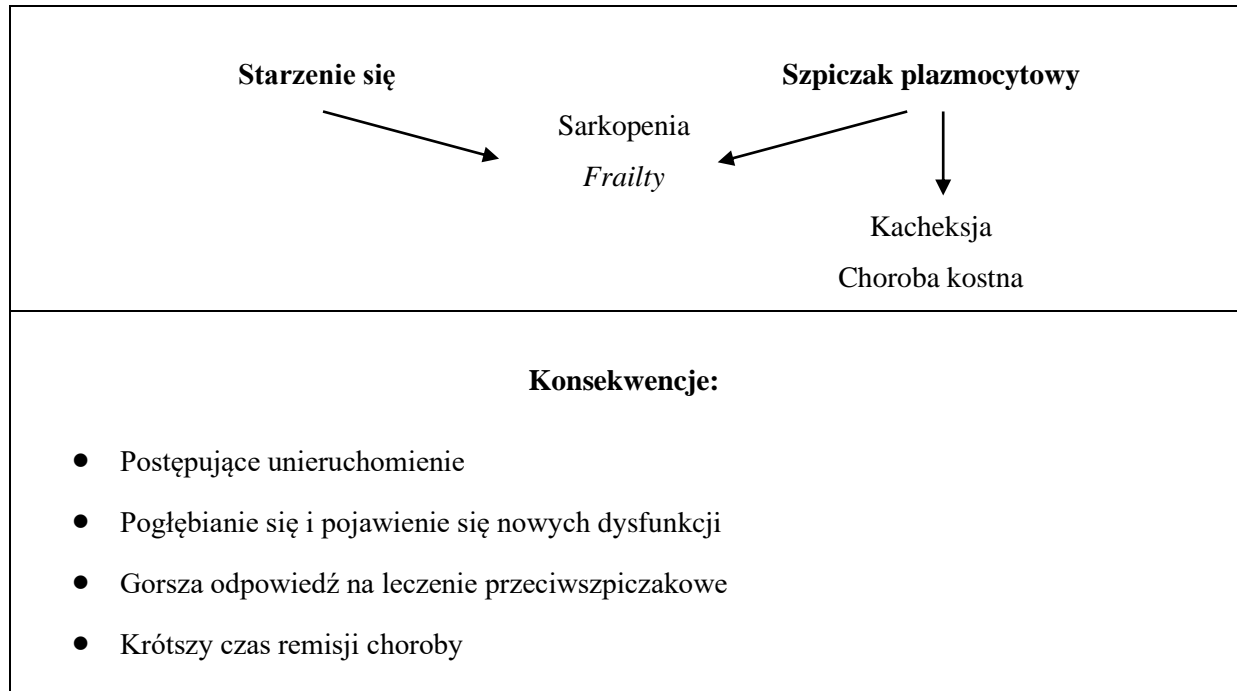 Starzenie się
Szpiczak plazmocytowy
Sarkopenia
Frailty
Kacheksja
Choroba kostna
Konsekwencje:
● Postępujące unieruchomienie
● Pogłębianie się i pojawienie się nowych dysfunkcji
● Gorsza odpowiedź na leczenie przeciwszpiczakowe
● Krótszy czas remisji choroby